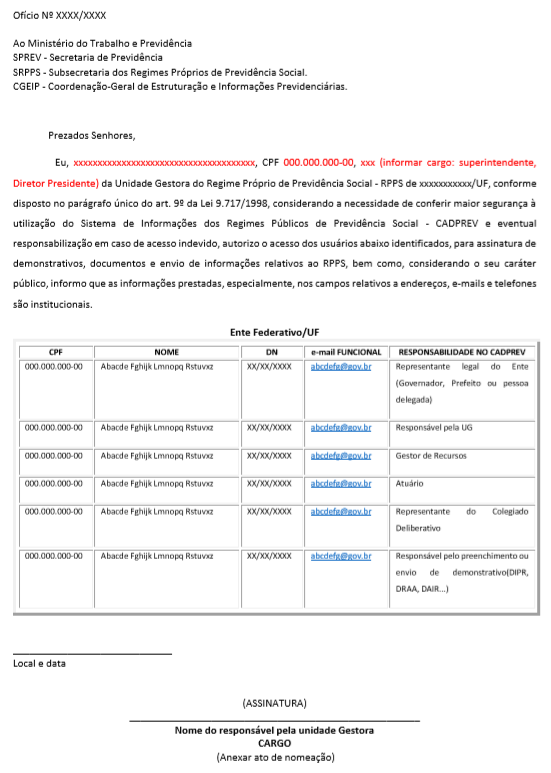 Ofício Nº XXXX/XXXX
Ao Ministério do Trabalho e Previdência
SPREV - Secretaria de Previdência
SRPPS - Subsecretaria dos Regimes Próprios de Previdência Social.
CGEIP - Coordenação-Geral de Estruturação e Informações Previdenciárias.
Prezados Senhores,
Eu, xxxxxxxxxxxxxxxxxxxxxxxxxxxxxxxxxxxxxx, CPF 000.000.000-00, xxx (informar cargo: superintendente,
Diretor Presidente) da Unidade Gestora do Regime Próprio de Previdência Social - RPPS de xxxxxxxxxxx/UF, conforme
disposto no parágrafo único do art. 9º da Lei 9.717/1998, considerando a necessidade de conferir maior segurança à
utilização do Sistema de Informações dos Regimes Públicos de Previdência Social - CADPREV e eventual
responsabilização em caso de acesso indevido, autorizo o acesso dos usuários abaixo identificados, para assinatura de
demonstrativos, documentos e envio de informações relativos ao RPPS, bem como, considerando o seu caráter
público, informo que as informações prestadas, especialmente, nos campos relativos a endereços, e-mails e telefones
são institucionais.
Ente Federativo/UF
CPF NOME DN e-mail FUNCIONAL RESPONSABILIDADE NO CADPREV
000.000.000-00 Abacde Fghijk Lmnopq Rstuvxz XX/XX/XXXX abcdefg@gov.br Representante legal do Ente
(Governador, Prefeito ou pessoa
delegada)
000.000.000-00 Abacde Fghijk Lmnopq Rstuvxz XX/XX/XXXX abcdefg@gov.br Responsável pela UG
000.000.000-00 Abacde Fghijk Lmnopq Rstuvxz XX/XX/XXXX abcdefg@gov.br Gestor de Recursos
000.000.000-00 Abacde Fghijk Lmnopq Rstuvxz XX/XX/XXXX abcdefg@gov.br Atuário
000.000.000-00 Abacde Fghijk Lmnopq Rstuvxz XX/XX/XXXX abcdefg@gov.br Representante do Colegiado
Deliberativo
000.000.000-00 Abacde Fghijk Lmnopq Rstuvxz XX/XX/XXXX abcdefg@gov.br Responsável pelo preenchimento ou
envio de demonstrativo(DIPR,
DRAA, DAIR...)
Local e data
(ASSINATURA)
Nome do responsável pela unidade Gestora
CARGO
(Anexar ato de nomeação)